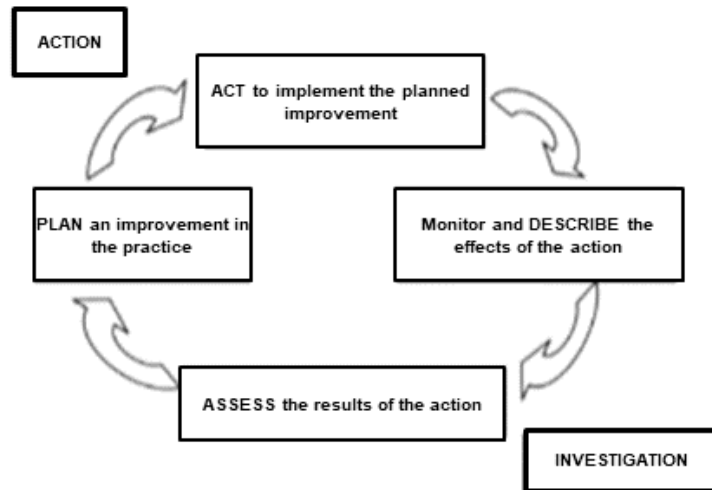 ACTION
ACT to implement the planned
improvement
PLAN an improvement in
the practice
Monitor and DESCRIBE the
effects of the action
ASSESS the results of the action
INVESTIGATION